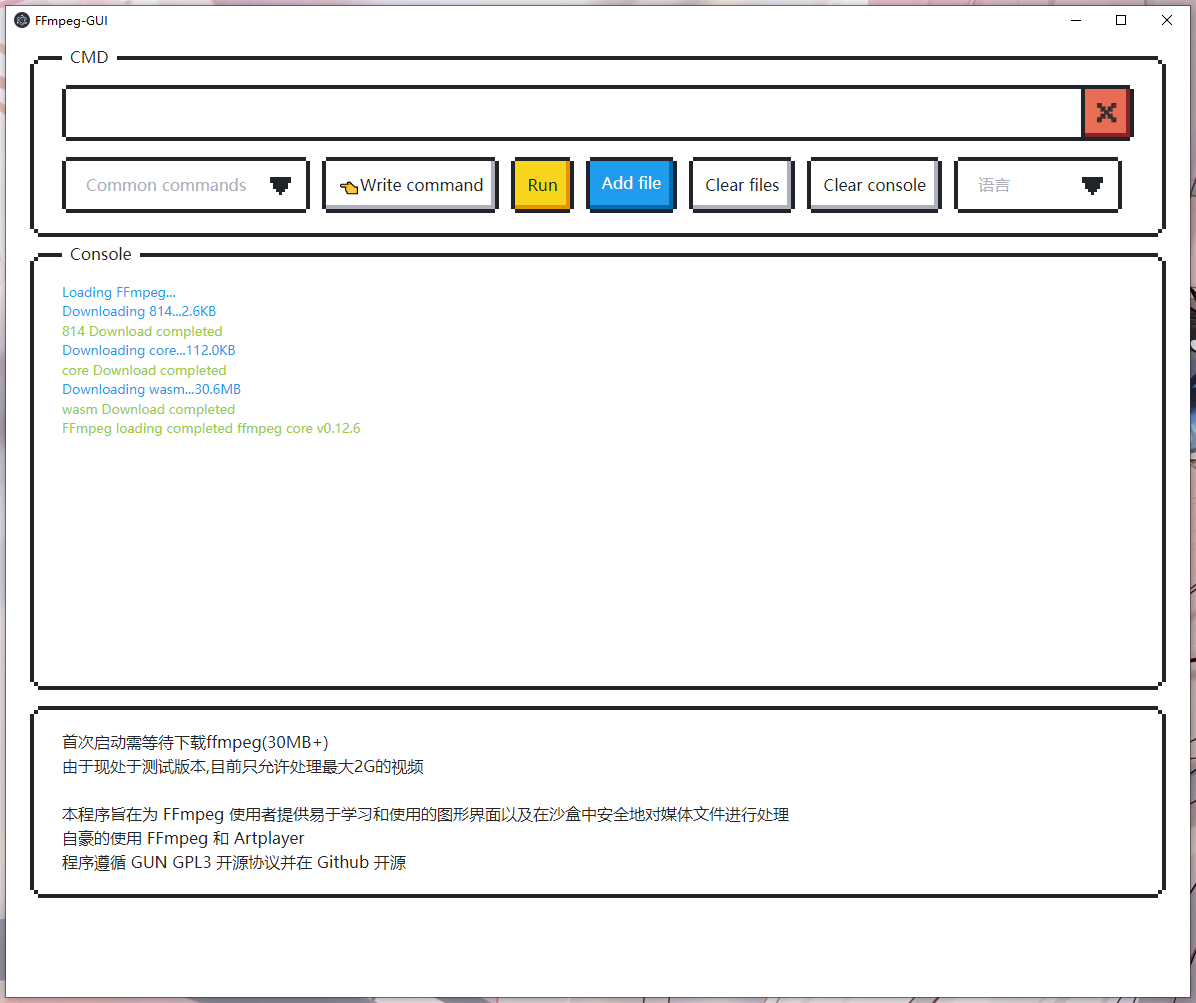 FFmpeg-GUI
CMD
Common commands
👈Write command
Run
Add file
Clear files
Clear console
语言
Console
Loading FFmpeg...
Downloading 814...2.6KB
814 Download completed
Downloading core...112.0KB
core Download completed
Downloading wasm...30.6MB
wasm Download completed
FFmpeg loading completed ffmpeg core v0.12.6
首次启动需等待下载ffmpeg(30MB+)
由于现处于测试版本,目前只允许处理最大2G的视频
本程序旨在为 FFmpeg 使用者提供易于学习和使用的图形界面以及在沙盒中安全地对媒体文件进行处理
自豪的使用 FFmpeg 和 Artplayer
程序遵循 GUN GPL3 开源协议并在 Github 开源